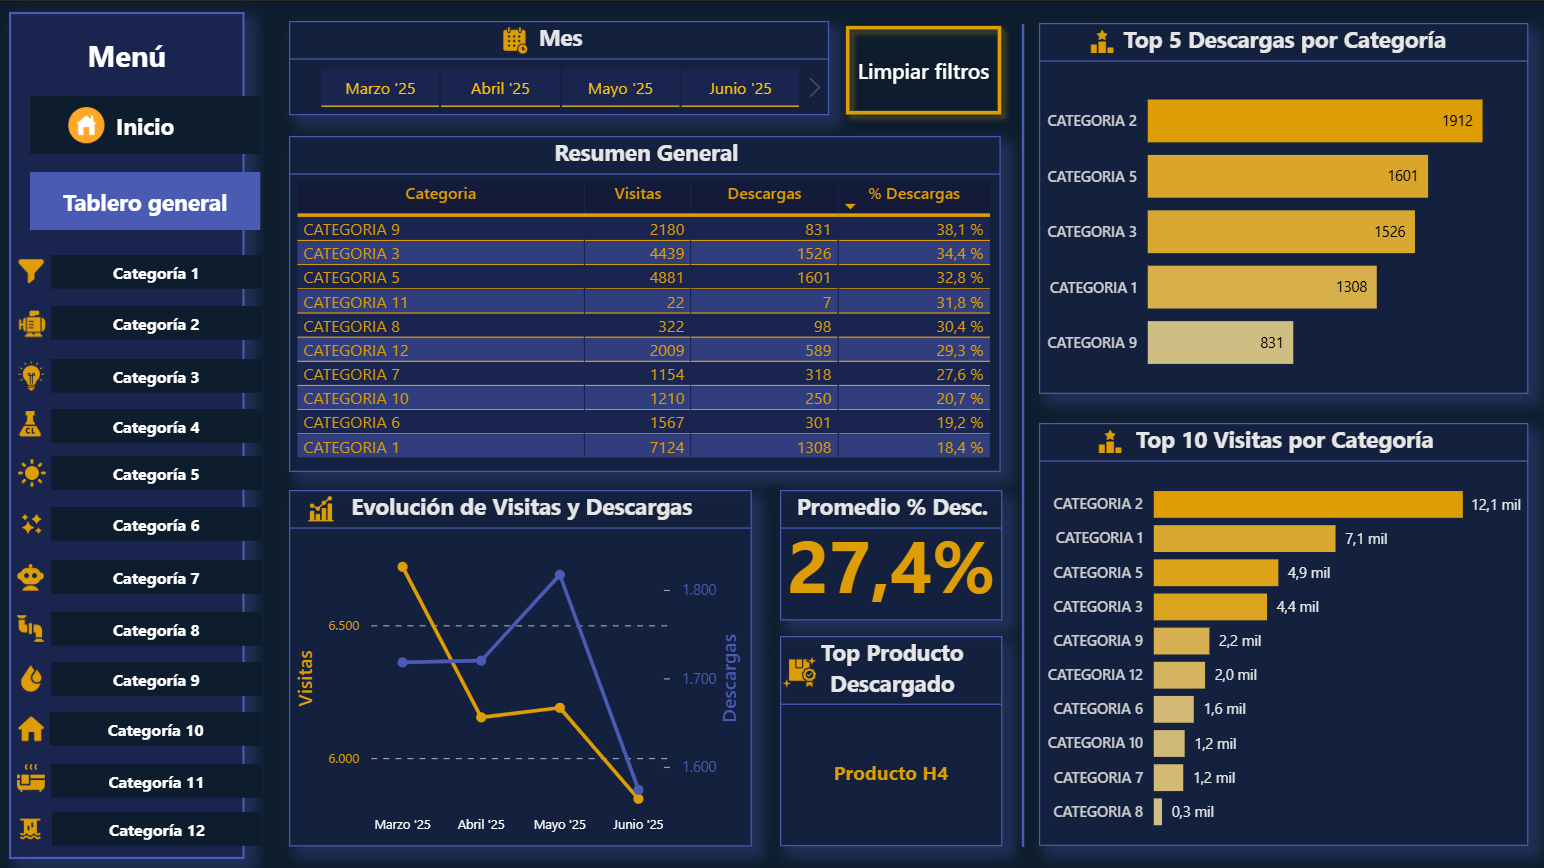 Menú
Inicio
Tablero general
Categoría 1
Categoría 2
Categoría 3
CL
Categoría 4
Categoría 5
Categoría 6
Categoría 7
Categoría 8
Categoría 9
Categoría 10
Categoría 11
Categoría 12
Mes
Marzo '25 Abril '25 Mayo '25 Junio '25
Limpiar filtros
Resumen General
Categoria Visitas Descargas % Descargas
CATEGORIA 9 2180 831 38,1 %
CATEGORIA 3 4439 1526 34,4 %
CATEGORIA 5 4881 1601 32,8 %
CATEGORIA 11 22 7 31,8 %
CATEGORIA 8 322 98 30,4 %
CATEGORIA 12 2009 589 29,3 %
CATEGORIA 7 1154 318 27,6 %
CATEGORIA 10 1210 250 20,7 %
CATEGORIA 6 1567 301 19,2 %
CATEGORIA 1 7124 1308 18,4 %
Evolución de Visitas y Descargas
Visitas
6.500
6.000
1.800
1.700
1.600
Descargas
Marzo '25 Abril '25 Mayo '25 Junio '25
Promedio % Desc.
27,4%
Top Producto
Descargado
Producto H4
Top 5 Descargas por Categoría
CATEGORIA 2 1912
CATEGORIA 5 1601
CATEGORIA 3 1526
CATEGORIA 1 1308
CATEGORIA 9 831
Top 10 Visitas por Categoría
CATEGORIA 2 12,1 mil
CATEGORIA 1 7,1 mil
CATEGORIA 5 4,9 mil
CATEGORIA 3 4,4 mil
CATEGORIA 9 2,2 mil
CATEGORIA 12 2,0 mil
CATEGORIA 6 1,6 mil
CATEGORIA 10 1,2 mil
CATEGORIA 7 1,2 mil
CATEGORIA 8 0,3 mil